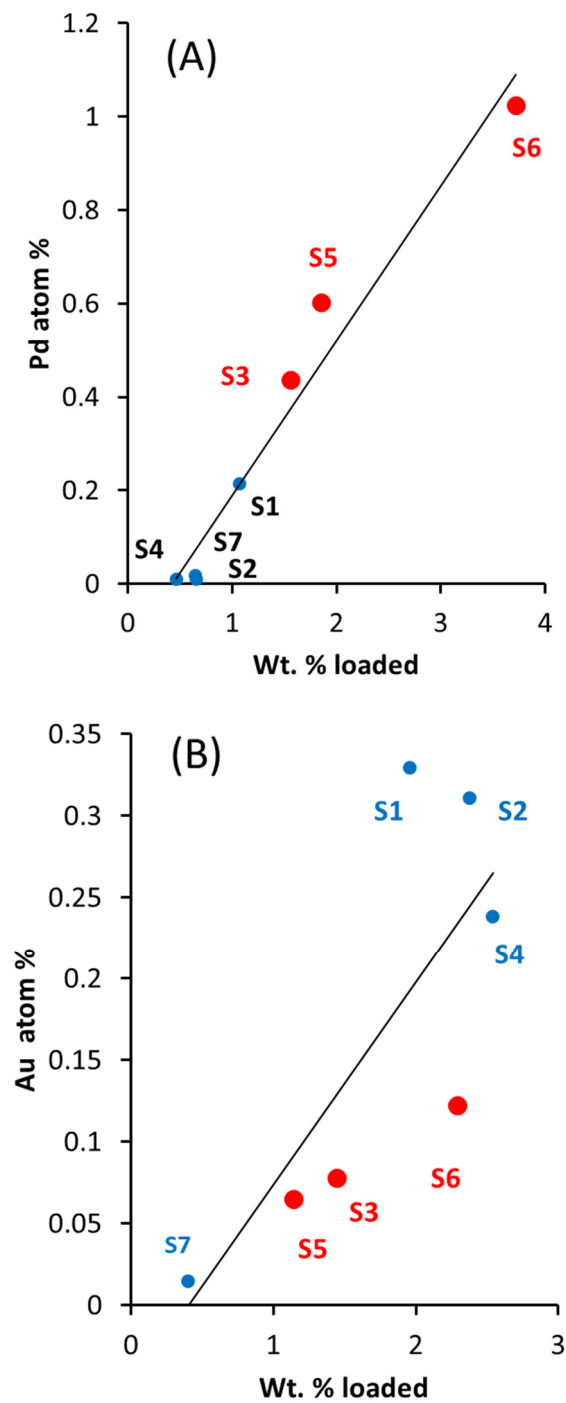 (A)
1.2
1
0.8
0.6
0.4
0.2
0
Pd atom %
S6
S5
S3
S1
S7
S4
S2
0 1 2 3 4
Wt. % loaded
(B)
0.35
0.3
0.25
0.2
0.15
0.1
0.05
0
Au atom %
S1 S2
S4
S6
S3
S5
S7
0 1 2 3
Wt. % loaded